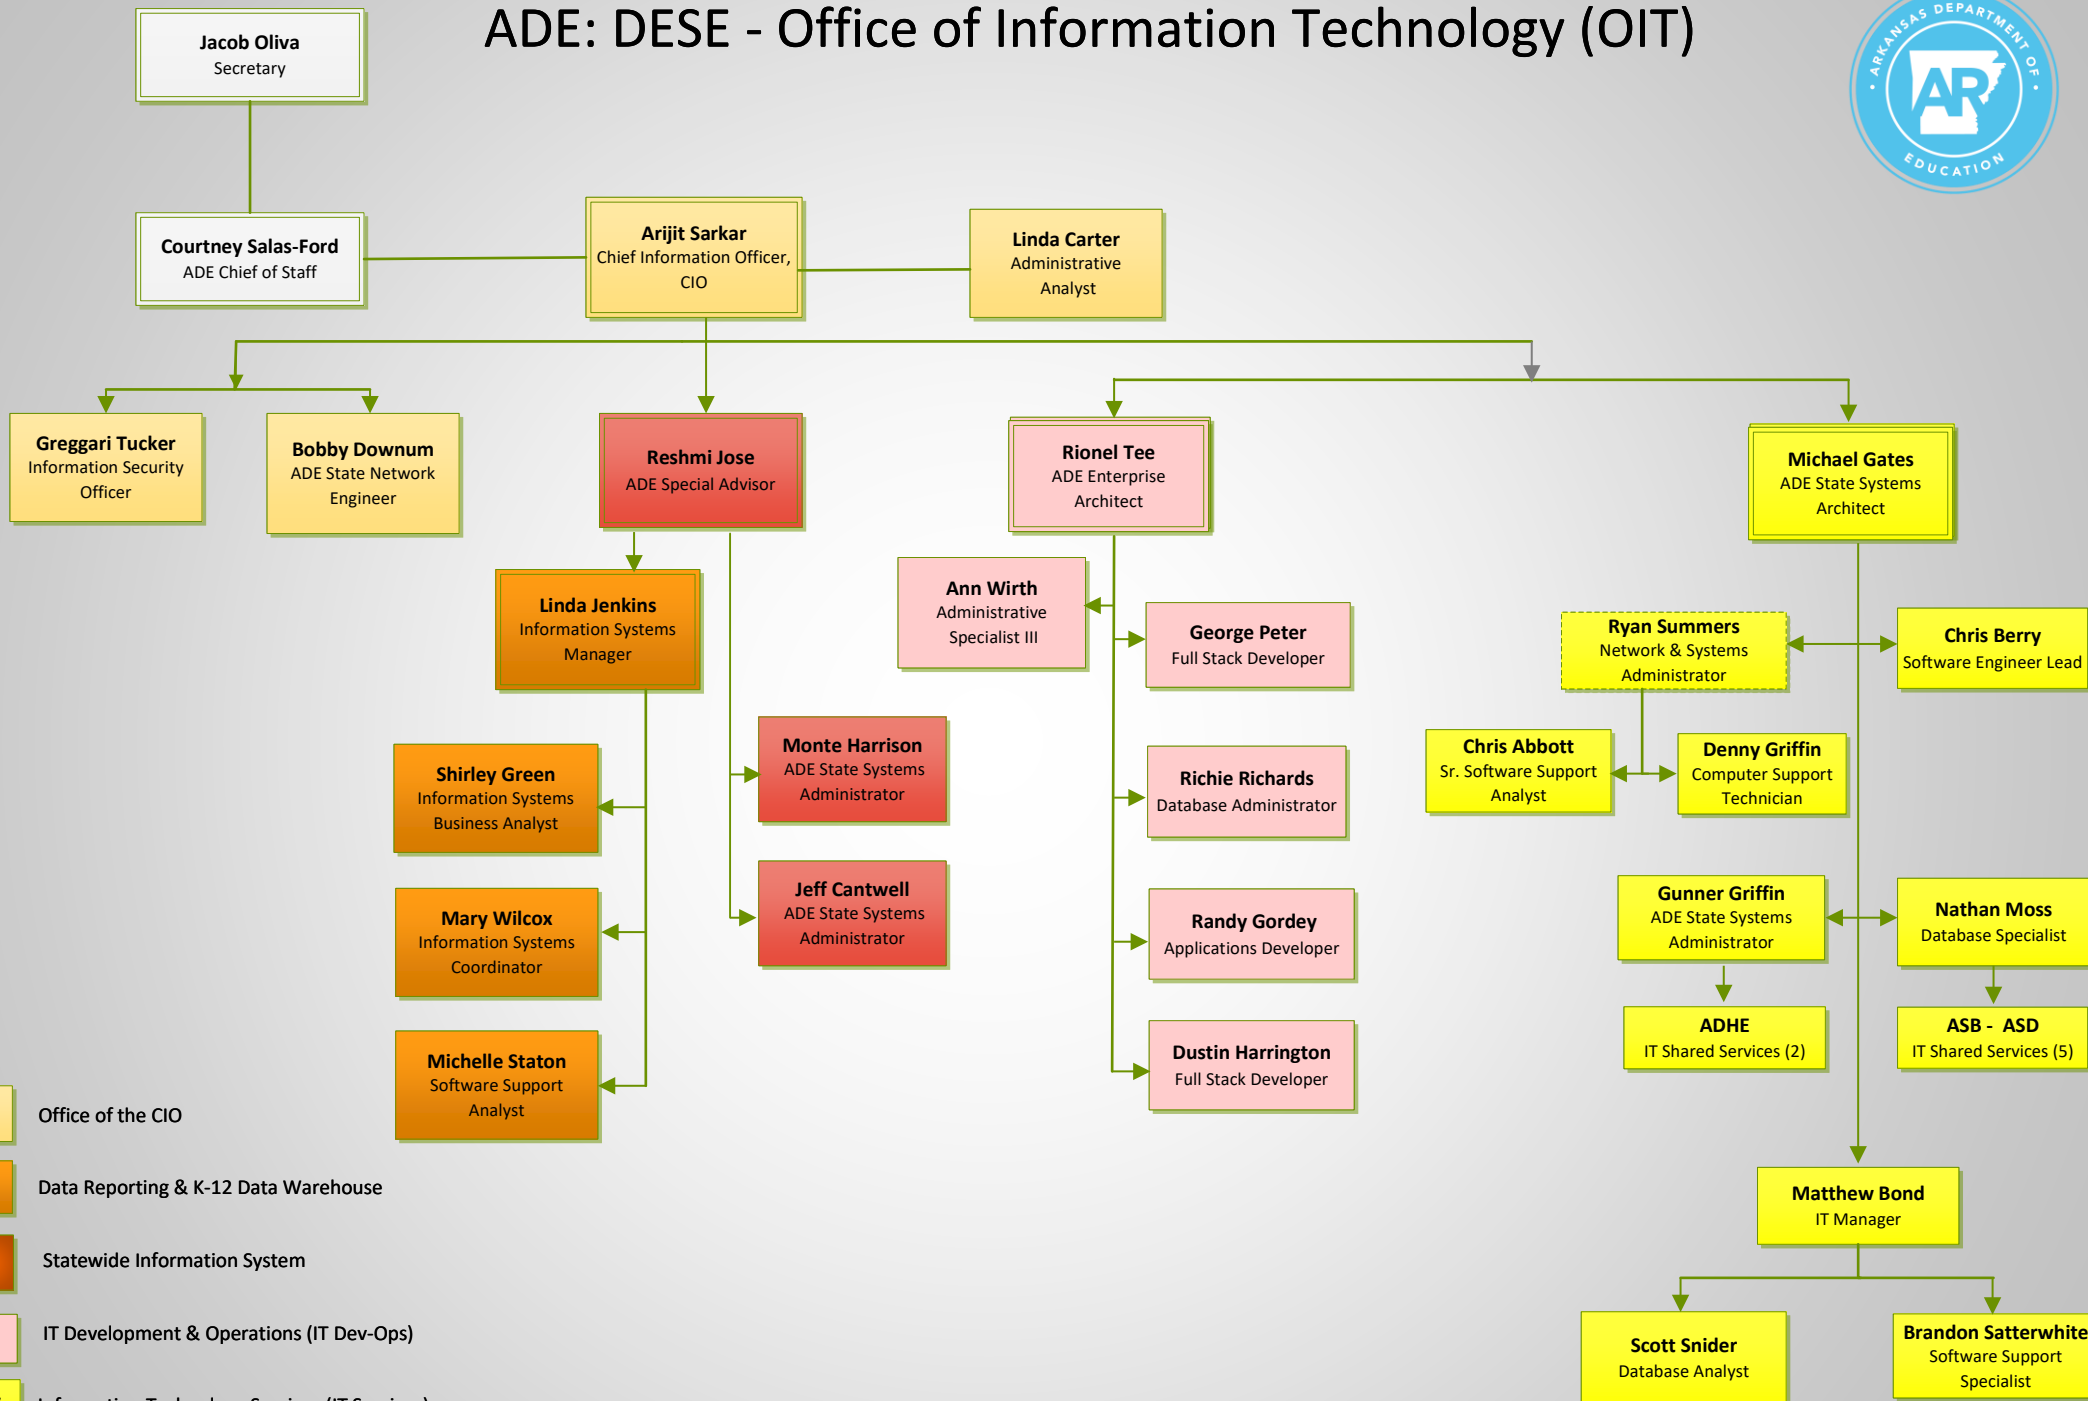 ADE: DESE - Office of Information Technology (OIT)
ARKANSAS DEPARTMENT OF
AR
EDUCATION
Jacob Oliva
Secretary
Courtney Salas-Ford
ADE Chief of Staff
Arijit Sarkar
Chief Information Officer,
CIO
Linda Carter
Administrative
Analyst
Greggari Tucker
Information Security
Officer
Bobby Downum
ADE State Network
Engineer
Reshmi Jose
ADE Special Advisor
Rionel Tee
ADE Enterprise
Architect
Michael Gates
ADE State Systems
Architect
Linda Jenkins
Information Systems
Manager
Shirley Green
Information Systems
Business Analyst
Mary Wilcox
Information Systems
Coordinator
Michelle Staton
Software Support
Analyst
Monte Harrison
ADE State Systems
Administrator
Jeff Cantwell
ADE State Systems
Administrator
Ann Wirth
Administrative
Specialist III
George Peter
Full Stack Developer
Richie Richards
Database Administrator
Randy Gordey
Applications Developer
Dustin Harrington
Full Stack Developer
Ryan Summers
Network & Systems
Administrator
Chris Berry
Software Engineer Lead
Chris Abbott
Sr. Software Support
Analyst
Denny Griffin
Computer Support
Technician
Gunner Griffin
ADE State Systems
Administrator
Nathan Moss
Database Specialist
ADHE
IT Shared Services (2)
ASB - ASD
IT Shared Services (5)
Matthew Bond
IT Manager
Scott Snider
Database Analyst
Brandon Satterwhite
Software Support
Specialist
Office of the CIO
Data Reporting & K-12 Data Warehouse
Statewide Information System
IT Development & Operations (IT Dev-Ops)
Information Technology Services (IT Services)